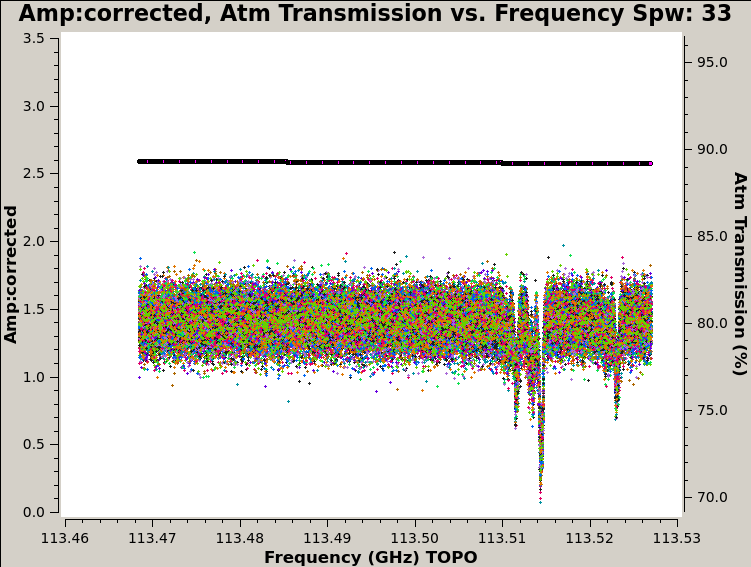 Amp:corrected, Atm Transmission vs. Frequency Spw: 33
3.5
3.0
2.5
2.0
1.5
1.0
0.5
0.0
Amp:corrected
95.0
90.0
85.0
80.0
75.0
70.0
Atm Transmission (%)
113.46 113.47 113.48 113.49 113.50 113.51 113.52 113.53
Frequency (GHz) TOPO